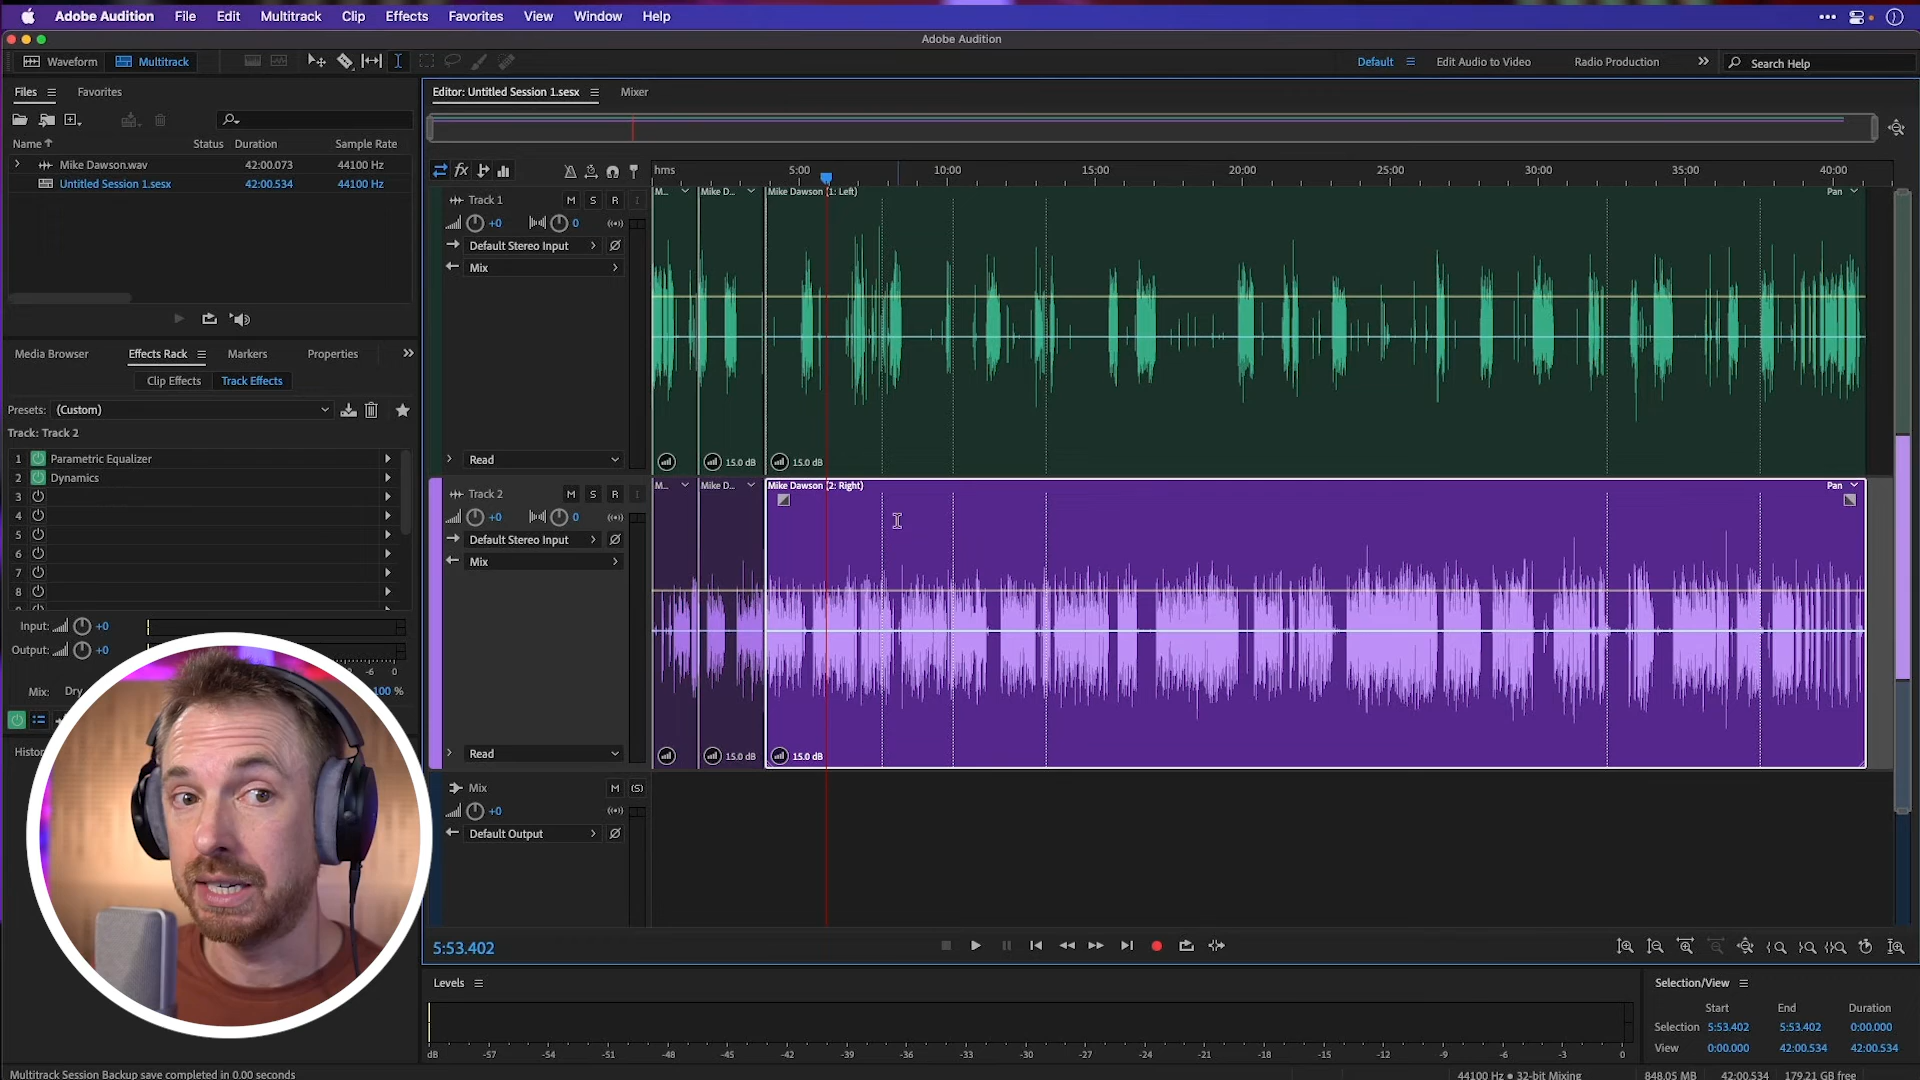 Adobe Audition File Edit Multitrack Clip Effects Favorites View Window Help
Adobe Audition
Waveform Multitrack Default Edit Audio to Video Radio Production Search Help
Files Favorites
Editor: Untitled Session 1.sesx Mixer
Name Status Duration Sample Rate
Mike Dawson.wav 42:00.073 44100 Hz
Untitled Session 1.sesx 42:00.534 44100 Hz
Media Browser Effects Rack Markers Properties
Clip Effects Track Effects
Presets: (Custom)
Track: Track 2
1 Parametric Equalizer
2 Dynamics
3
4
5
6
7
8
Input: +0
Output: +0
-6 0
Mix: Dry 100 %
hms 5:00 10:00 15:00 20:00 25:00 30:00 35:00 40:00
M... Mike D... Mike Dawson (1: Left) Pan
Track 1 M S R I
+0 0
Default Stereo Input
Mix
Read
15.0 dB 15.0 dB
M... Mike D... Mike Dawson (2: Right) Pan
Track 2 M S R I
+0 0
Default Stereo Input
Mix
Read
15.0 dB 15.0 dB
Mix M (S)
+0
Default Output
5:53.402
Levels
dB -57 -54 -51 -48 -45 -42 -39 -36 -33 -30 -27 -24 -21 -18 -15 -12 -9 -6 -3 0
Selection/View
Start End Duration
Selection 5:53.402 5:53.402 0:00.000
View 0:00.000 42:00.534 42:00.534
Multitrack Session Backup save completed in 0.00 seconds
44100 Hz ● 32-bit Mixing 848.05 MB 42:00.534 179.21 GB free